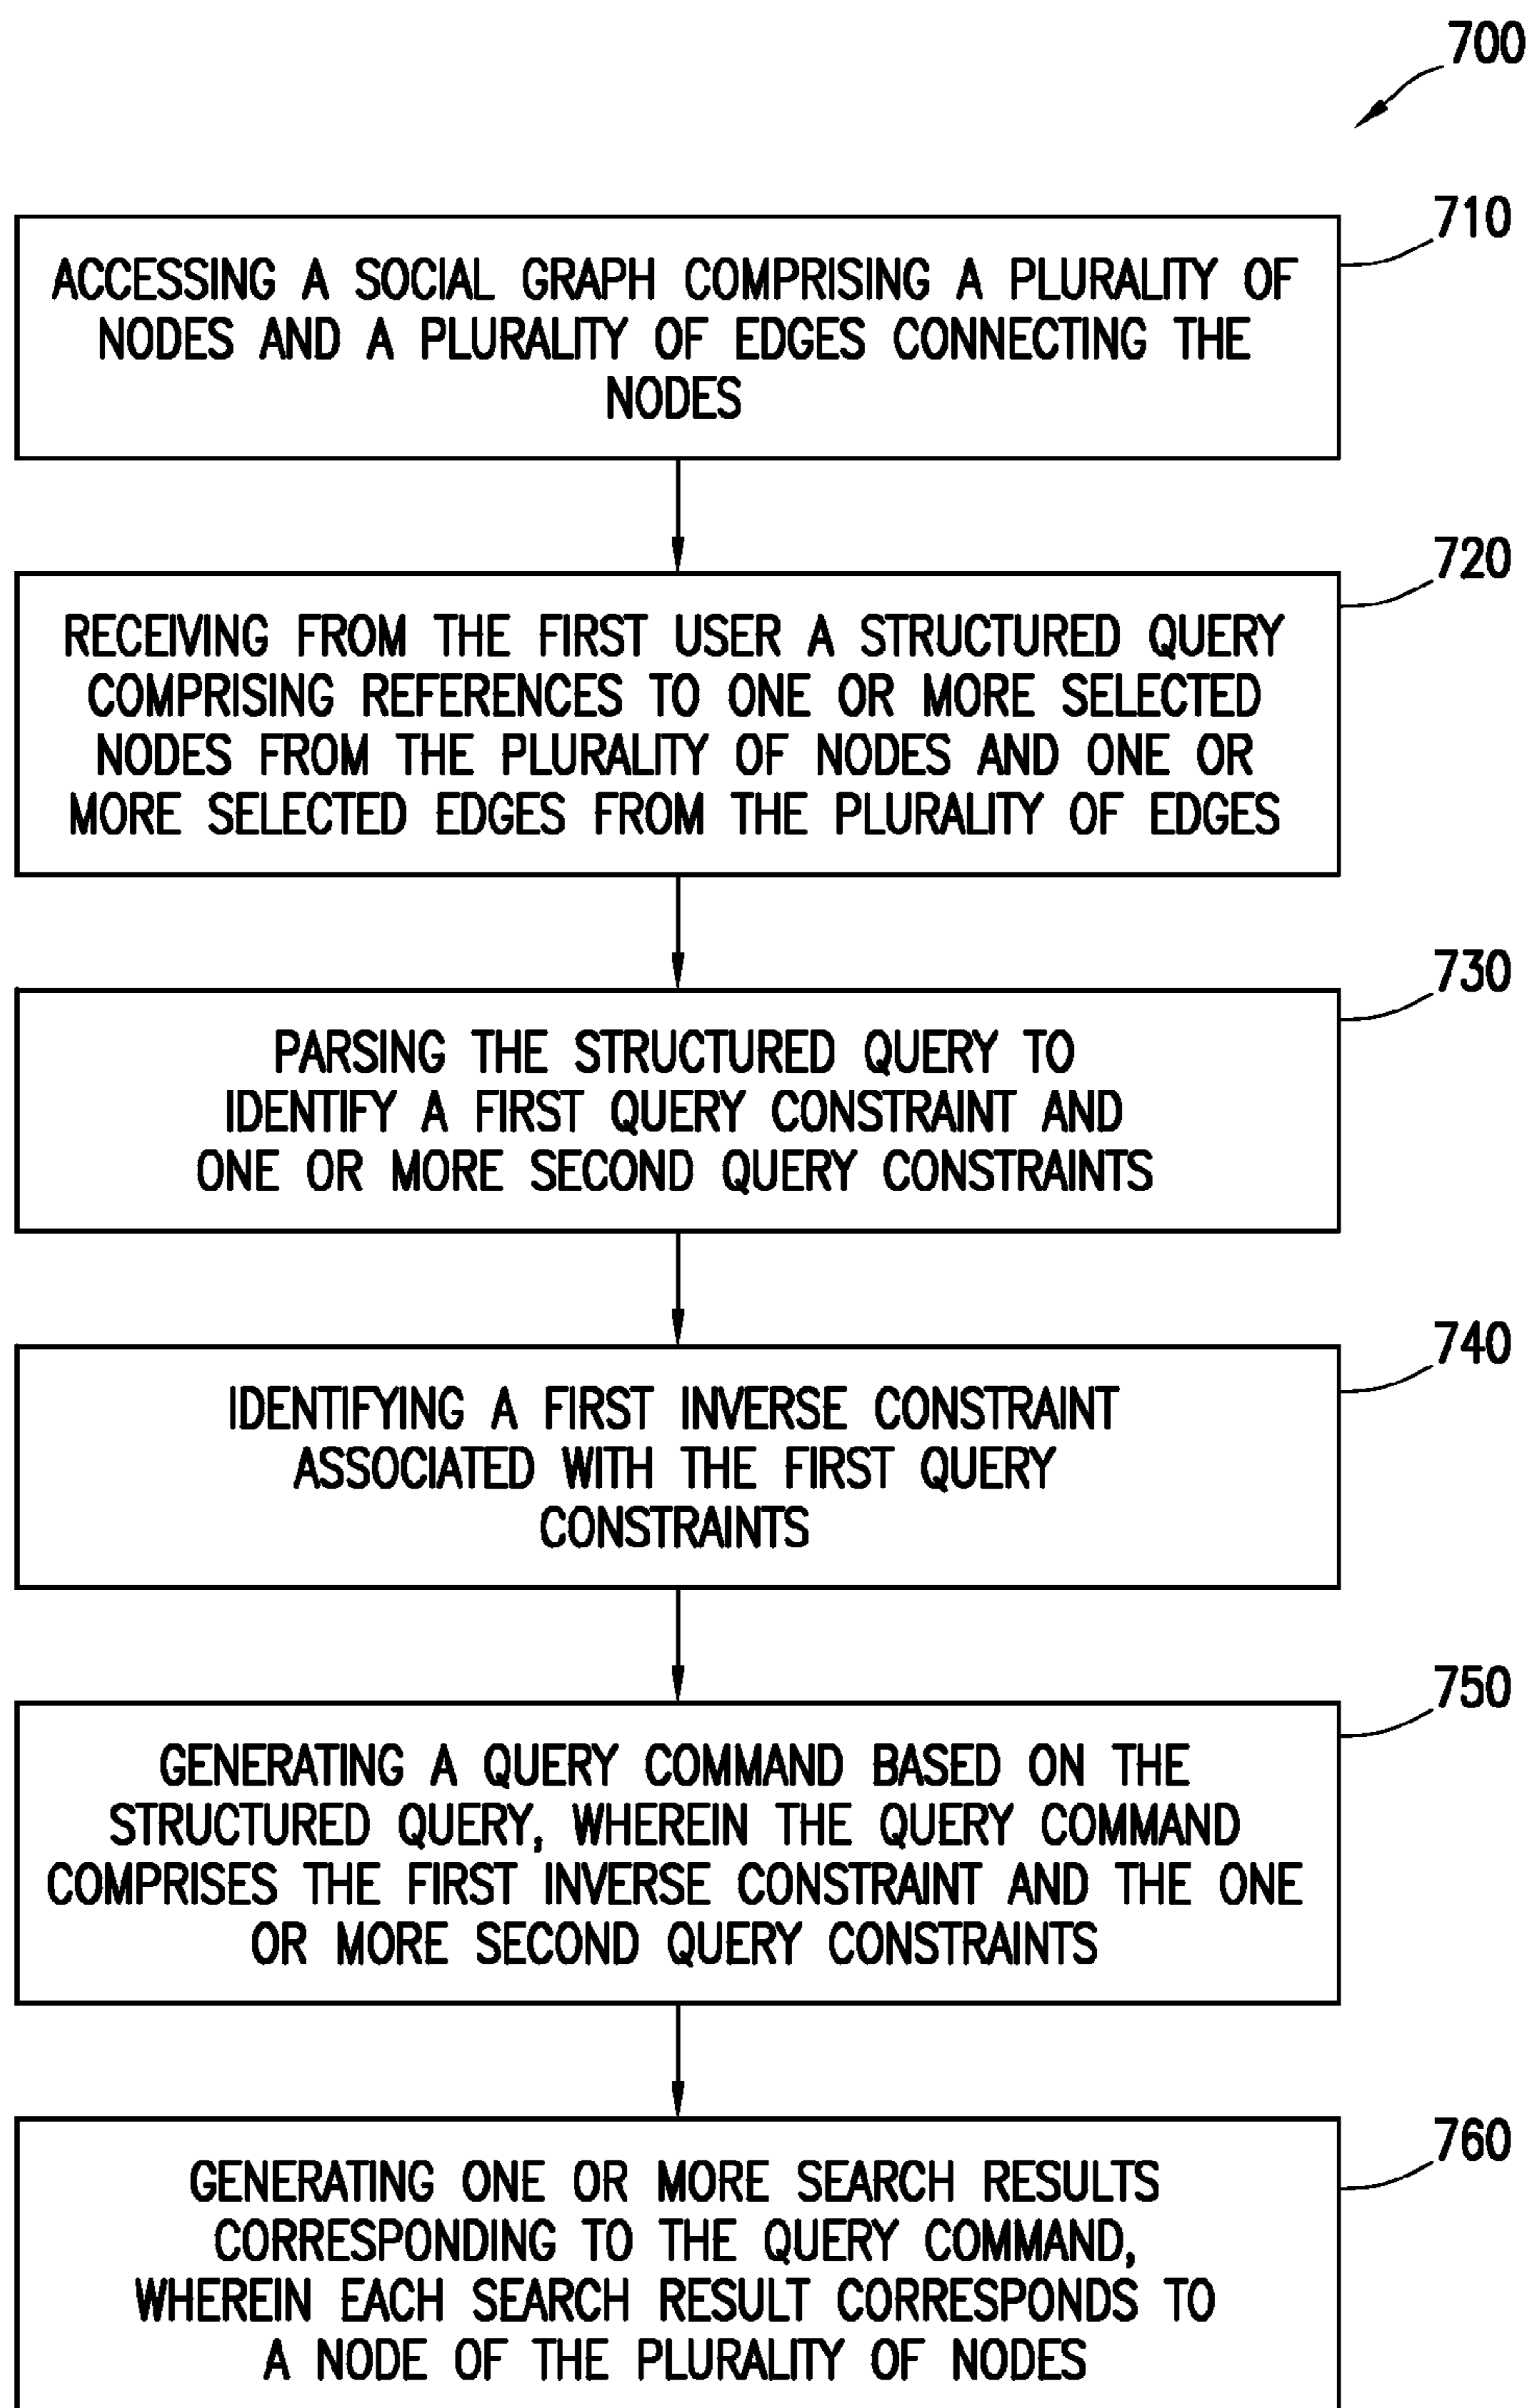 700
710
ACCESSING A SOCIAL GRAPH COMPRISING A PLURALITY OF
NODES AND A PLURALITY OF EDGES CONNECTING THE
NODES
720
RECEIVING FROM THE FIRST USER A STRUCTURED QUERY
COMPRISING REFERENCES TO ONE OR MORE SELECTED
NODES FROM THE PLURALITY OF NODES AND ONE OR
MORE SELECTED EDGES FROM THE PLURALITY OF EDGES
730
PARSING THE STRUCTURED QUERY TO
IDENTIFY A FIRST QUERY CONSTRAINT AND
ONE OR MORE SECOND QUERY CONSTRAINTS
740
IDENTIFYING A FIRST INVERSE CONSTRAINT
ASSOCIATED WITH THE FIRST QUERY
CONSTRAINTS
750
GENERATING A QUERY COMMAND BASED ON THE
STRUCTURED QUERY, WHEREIN THE QUERY COMMAND
COMPRISES THE FIRST INVERSE CONSTRAINT AND THE ONE
OR MORE SECOND QUERY CONSTRAINTS
760
GENERATING ONE OR MORE SEARCH RESULTS
CORRESPONDING TO THE QUERY COMMAND,
WHEREIN EACH SEARCH RESULT CORRESPONDS TO
A NODE OF THE PLURALITY OF NODES